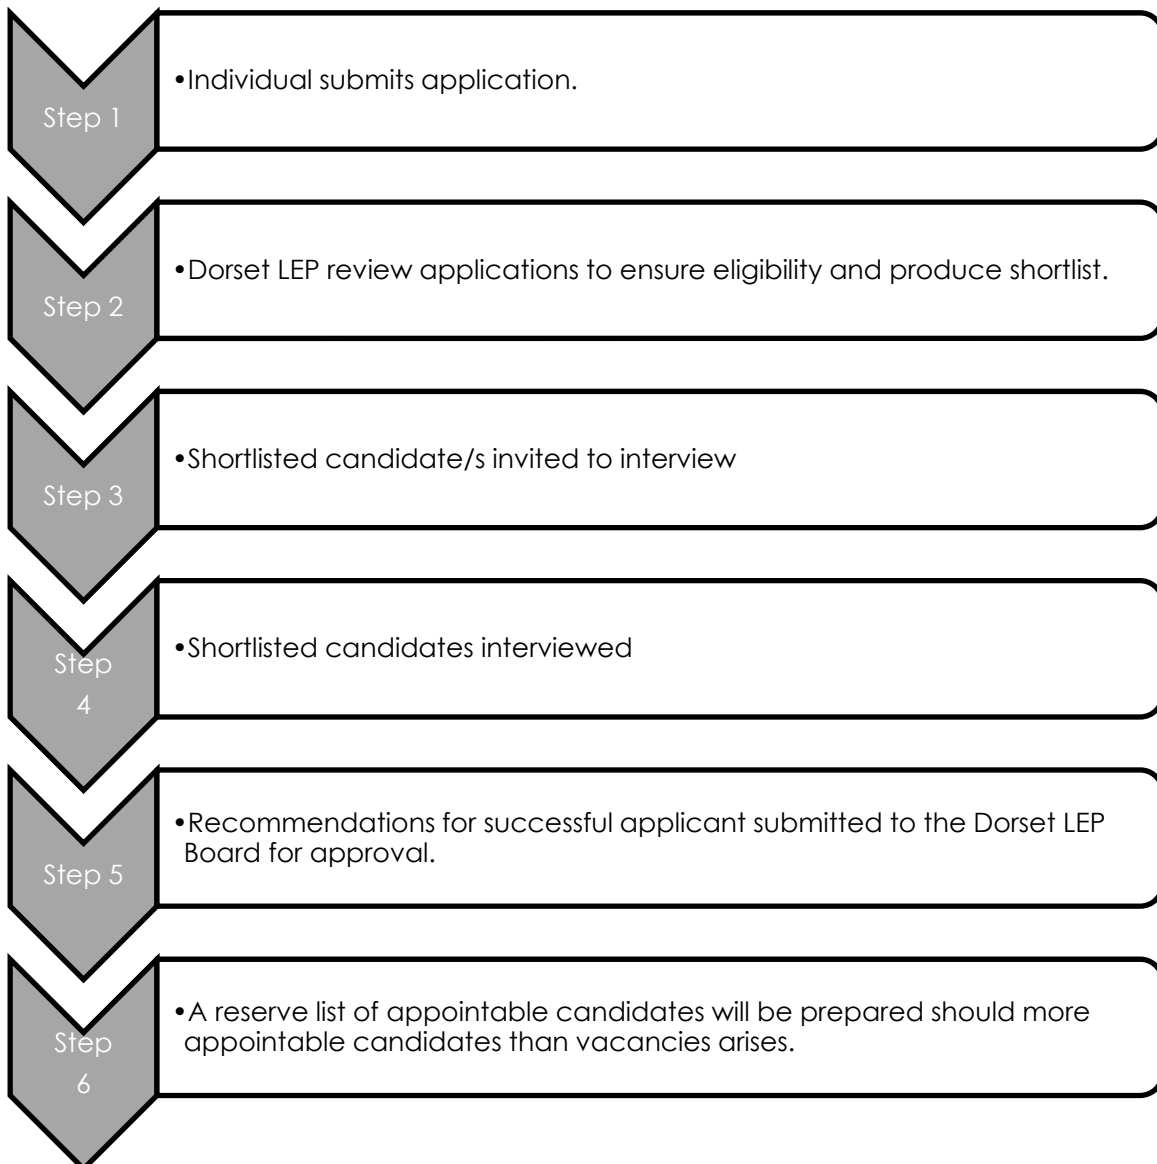 Step 1
•Individual submits application.
Step 2
•Dorset LEP review applications to ensure eligibility and produce shortlist.
Step 3
•Shortlisted candidate/s invited to interview
Step
4
•Shortlisted candidates interviewed
Step 5
•Recommendations for successful applicant submitted to the Dorset LEP
Board for approval.
Step
6
•A reserve list of appointable candidates will be prepared should more
appointable candidates than vacancies arises.